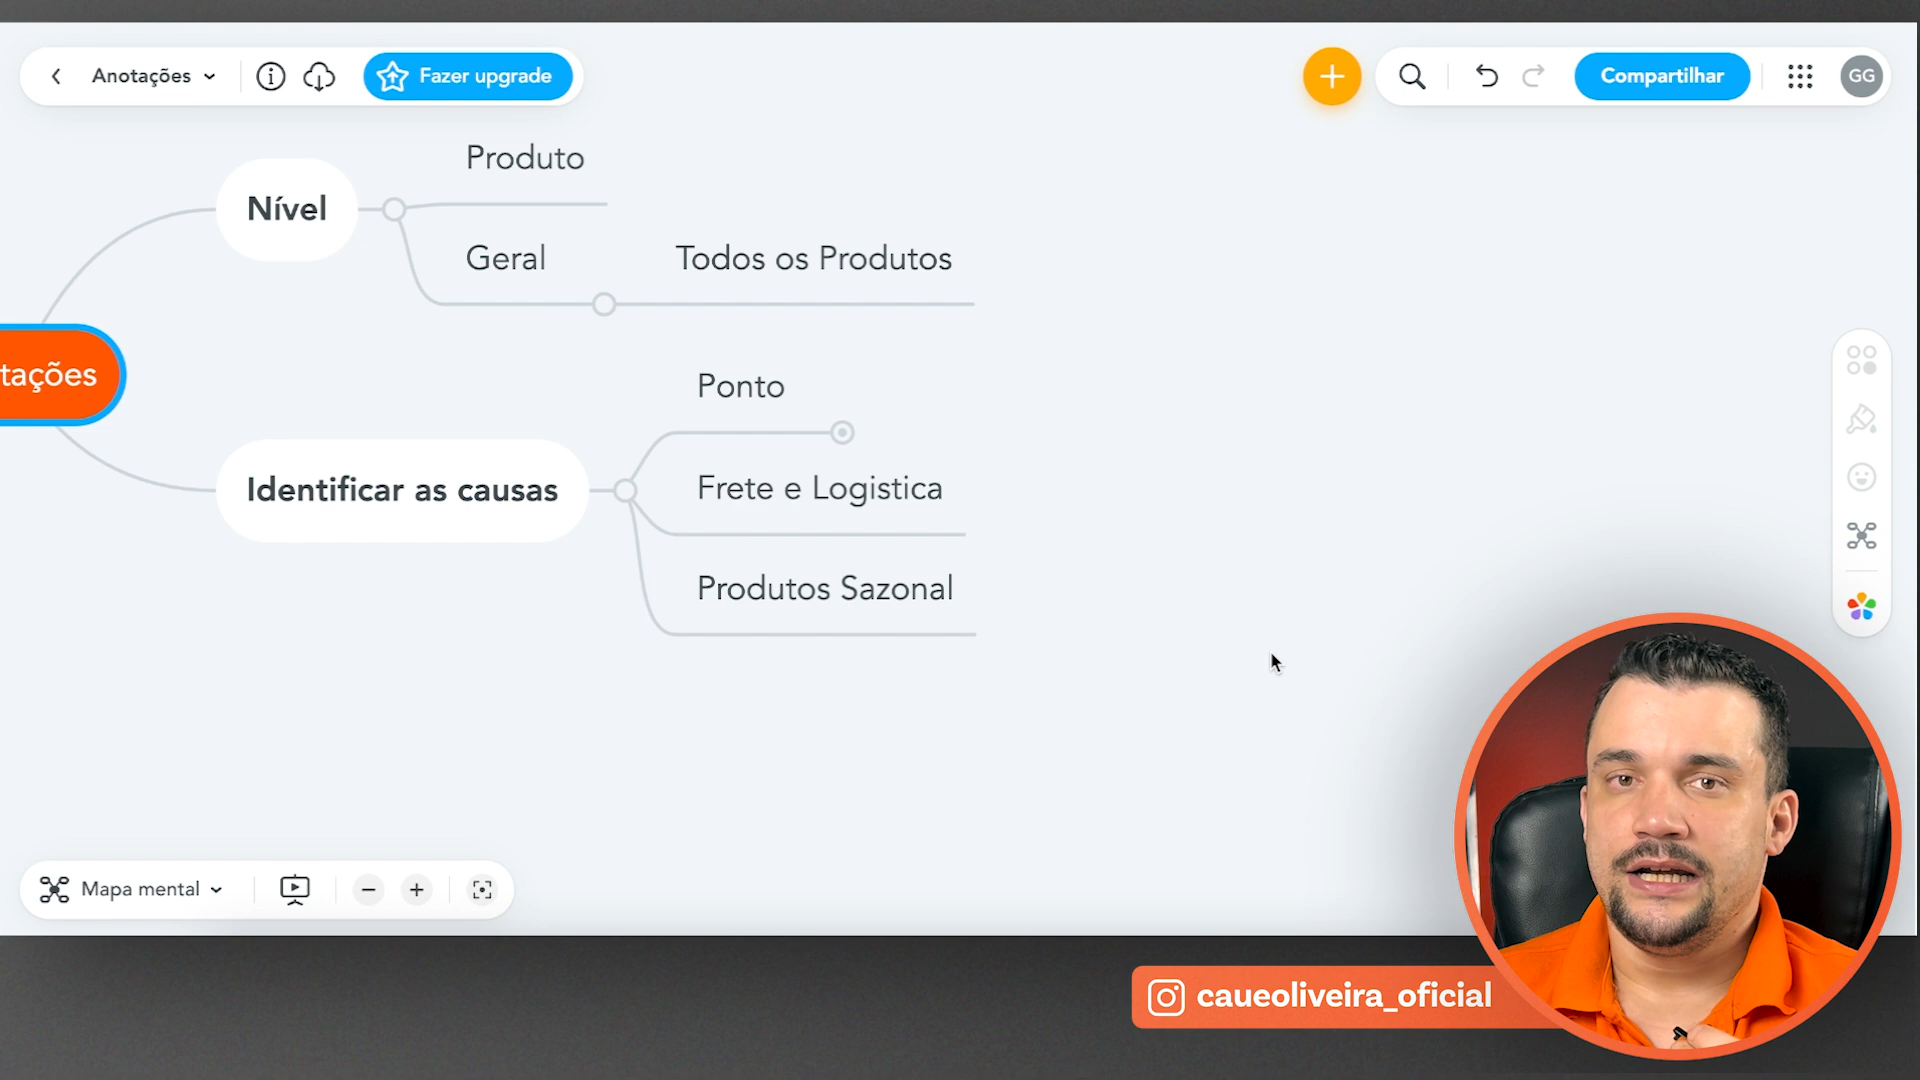 Anotações
Fazer upgrade
Compartilhar
GG
Produto
Nível
Geral
Todos os Produtos
tações
Ponto
Identificar as causas
Frete e Logistica
Produtos Sazonal
Mapa mental
caueoliveira_oficial